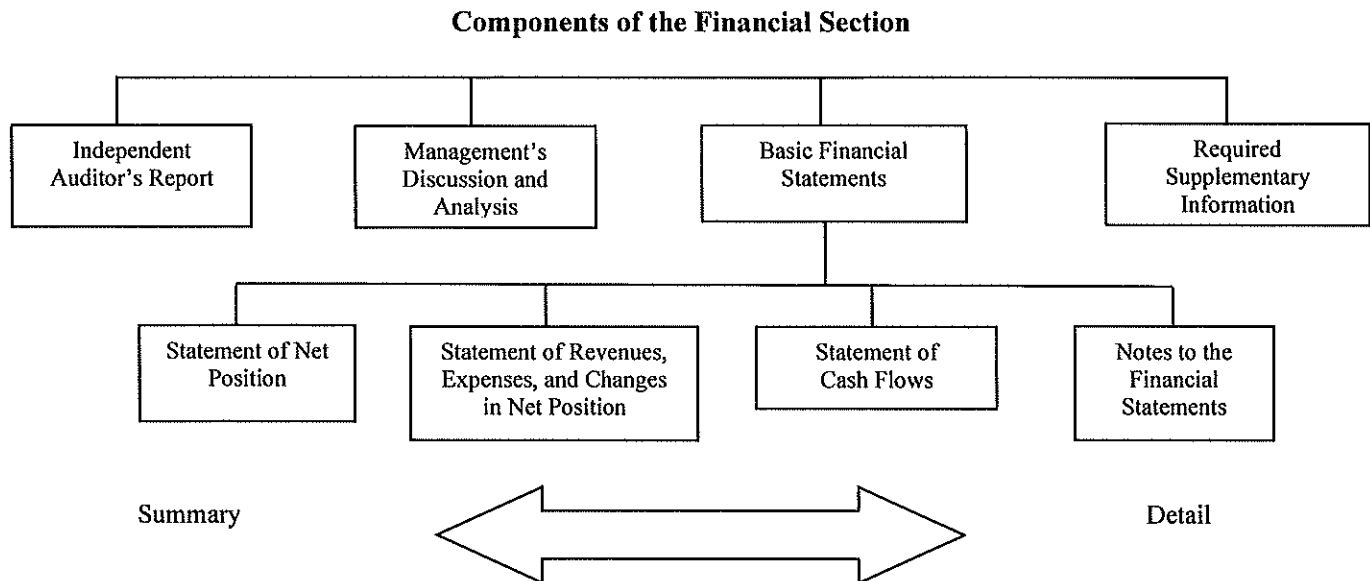 Components of the Financial Section
Independent
Auditor's Report
Management's
Discussion and
Analysis
Basic Financial
Statements
Required
Supplementary
Information
Statement of Net
Position
Statement of Revenues,
Expenses, and Changes
in Net Position
Statement of
Cash Flows
Notes to the
Financial
Statements
Summary
Detail